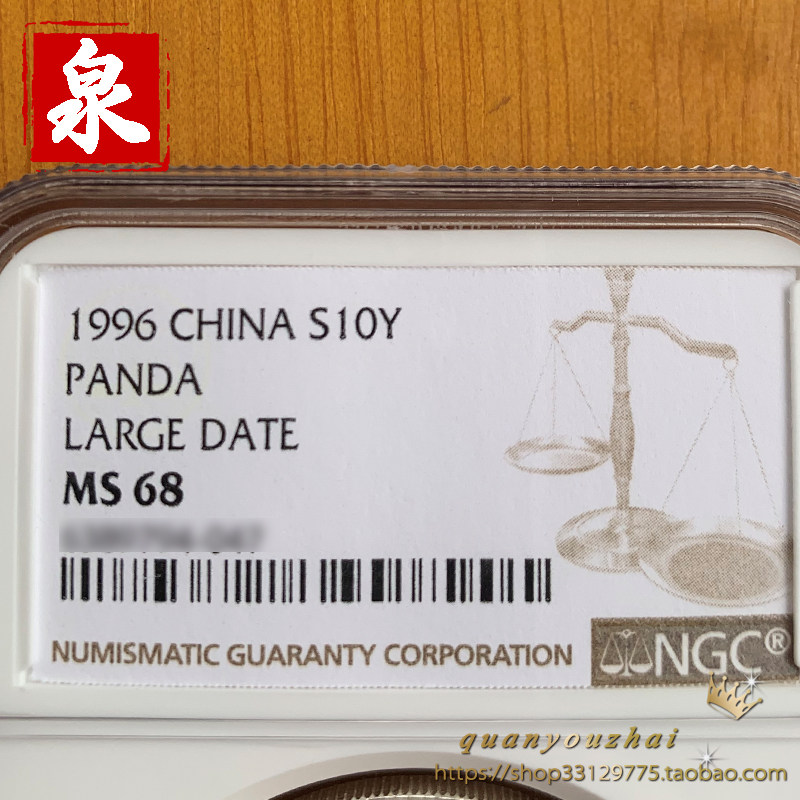 泉
1996 CHINA S10Y
PANDA
LARGE DATE
MS 68
NUMISMATIC GUARANTY CORPORATION
NGC®
quanyouzhai
https://shop33129775.taobao.com